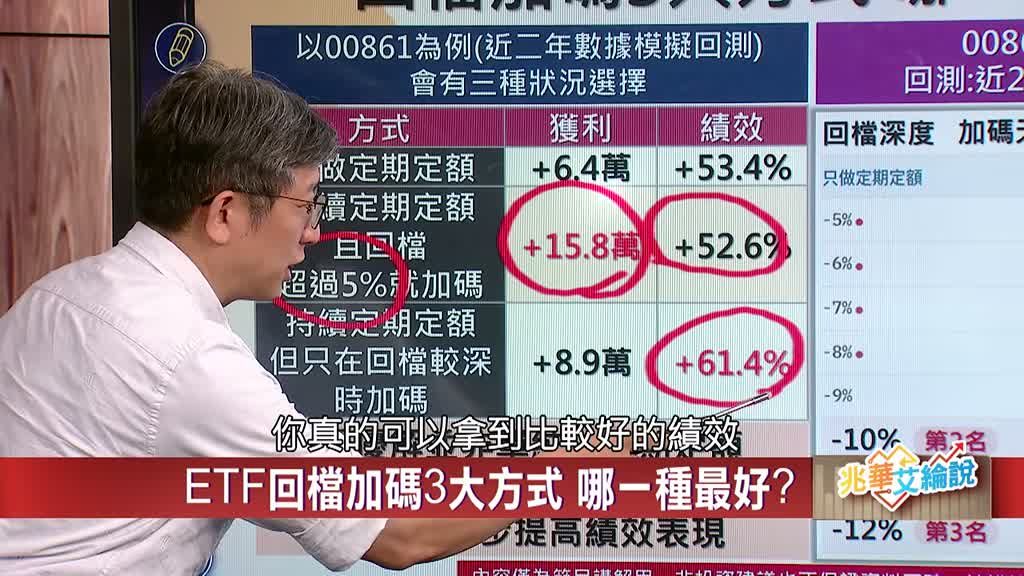 以00861為例(近二年數據模擬回測)
會有三種狀況選擇
方式 獲利 績效
做定期定額 +6.4萬 +53.4%
續定期定額
且回檔
超過5%就加碼
+15.8萬 +52.6%
持續定期定額
但只在回檔較深
時加碼
+8.9萬 +61.4%
回測:近2
回檔深度 加碼
只做定期定額
-5%
-6%
-7%
-8%
-9%
-10% 第2名
-12% 第3名
你真的可以拿到比較好的績效
ETF回檔加碼3大方式 哪一種最好?
兆華艾綸說
提高績效表現